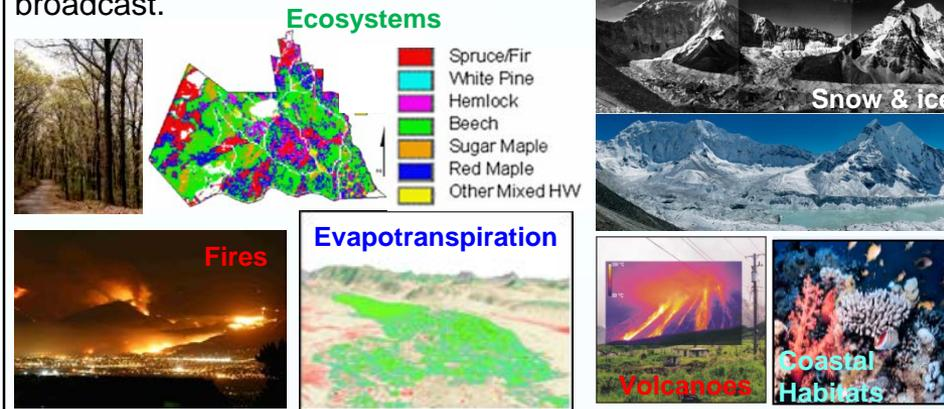 broadcast.
Ecosystems
Spruce/Fir
White Pine
Hemlock
Beech
Sugar Maple
Red Maple
Other Mixed HW
Snow & ice
Fires
Evapotranspiration
Volcanoes
Coastal
Habitats